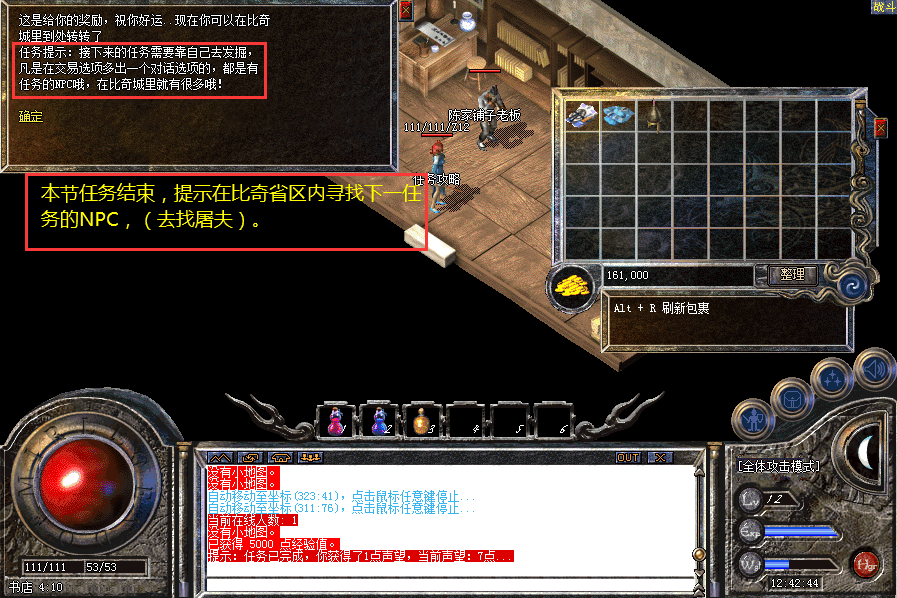 这是给你的奖励，祝你好运..现在你可以在比奇
城里到处转转了
任务提示：接下来的任务需要靠自己去发掘，
凡是在交易选项多出一个对话选项的，都是有
任务的NPC哦，在比奇城里就有很多哦！
确定
本节任务结束，提示在比奇省区内寻找下一任
务的NPC，（去找屠夫）。
战斗
陈家铺子老板
111/111/Z12
任务攻略
161,000
整理
Alt + R 刷新包裹
1
2
3
4
5
6
OUT
没有小地图。
没有小地图。
自动移动至坐标(323:41)，点击鼠标任意键停止...
自动移动至坐标(311:76)，点击鼠标任意键停止...
当前在线人数: 1
没有小地图。
已获得 5000 点经验值。
提示：任务已完成，你获得了1点声望，当前声望：7点...
[全体攻击模式]
Lv
12
Exp
Wt
Hgr
12:42:44
111/111
53/53
书店 4:10